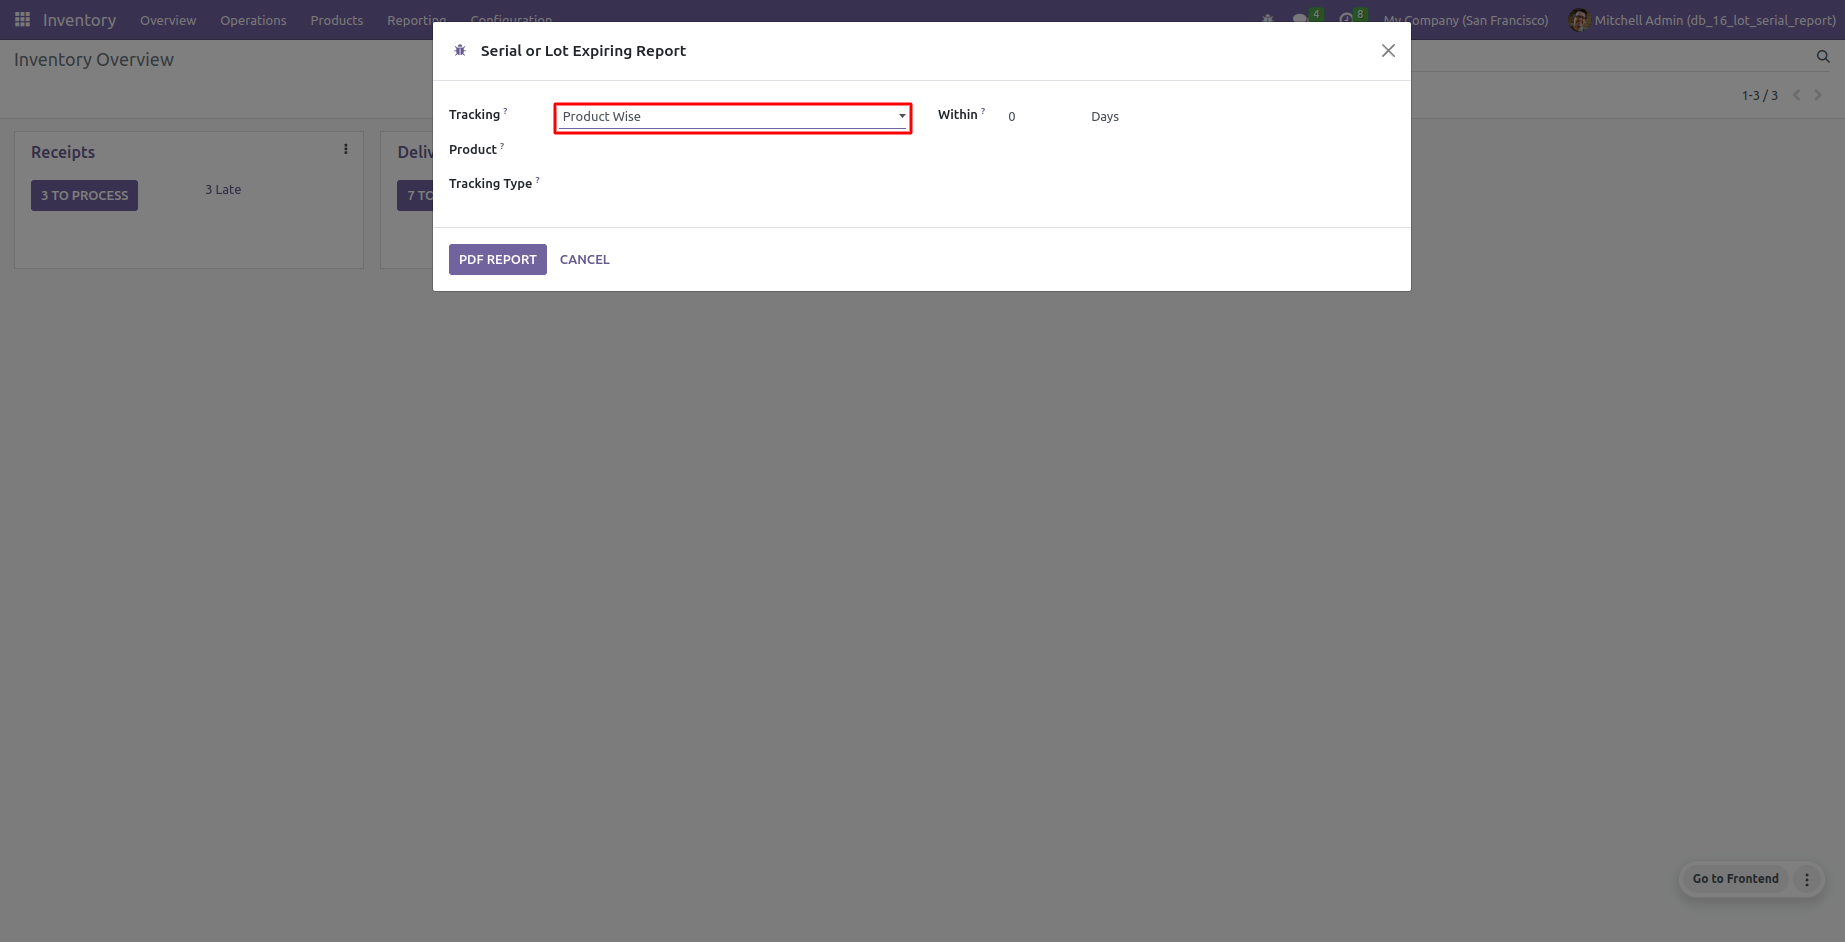 Inventory Overview Operations Products Reporting Configuration 4 8 My Company (San Francisco) Mitchell Admin (db_16_lot_serial_report)
Inventory Overview
1-3 / 3
Serial or Lot Expiring Report
Tracking ? Product Wise Within ? 0 Days
Product ?
Tracking Type ?
PDF REPORT CANCEL
Receipts
3 TO PROCESS 3 Late
Deliv
7 TO
Go to Frontend